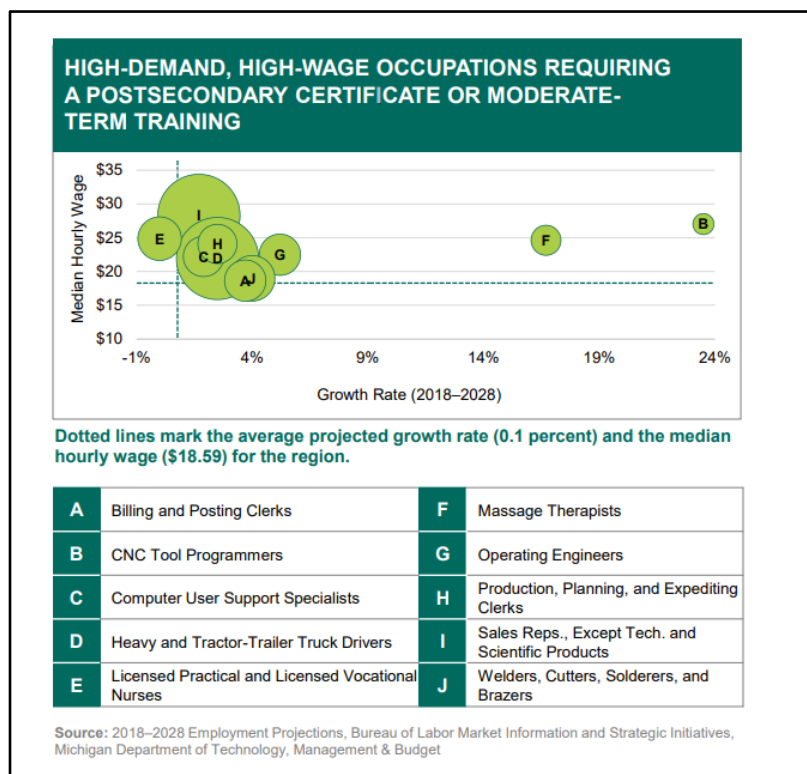 HIGH-DEMAND, HIGH-WAGE OCCUPATIONS REQUIRING
A POSTSECONDARY CERTIFICATE OR MODERATE-
TERM TRAINING
Median Hourly Wage
$35
$30
$25
$20
$15
$10
I
E
H
C
D
G
A
J
F
B
-1%
4%
9%
14%
19%
24%
Growth Rate (2018–2028)
Dotted lines mark the average projected growth rate (0.1 percent) and the median
hourly wage ($18.59) for the region.
A Billing and Posting Clerks
F Massage Therapists
B CNC Tool Programmers
G Operating Engineers
C Computer User Support Specialists
H Production, Planning, and Expediting
Clerks
D Heavy and Tractor-Trailer Truck Drivers
I Sales Reps., Except Tech. and
Scientific Products
E Licensed Practical and Licensed Vocational
Nurses
J Welders, Cutters, Solderers, and
Brazers
Source: 2018–2028 Employment Projections, Bureau of Labor Market Information and Strategic Initiatives,
Michigan Department of Technology, Management & Budget